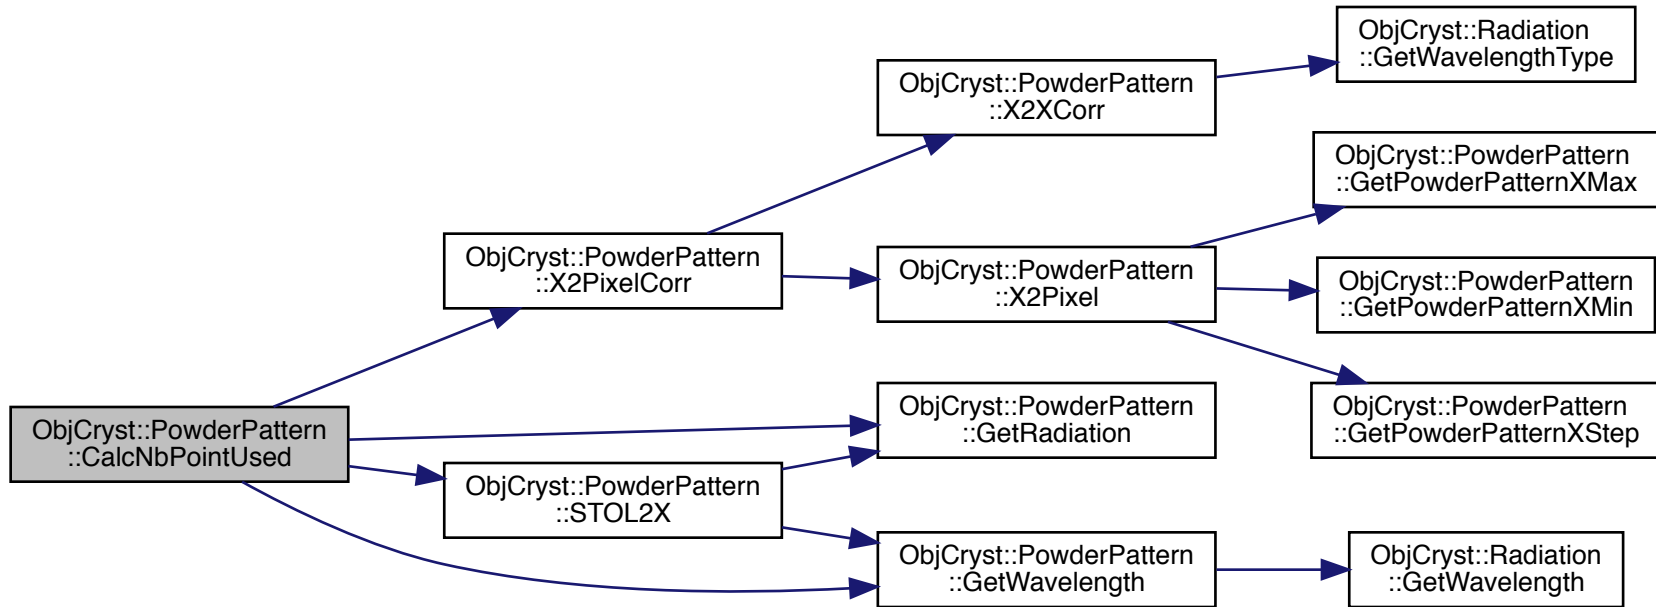 ObjCryst::PowderPattern
::CalcNbPointUsed
ObjCryst::PowderPattern
::X2PixelCorr
ObjCryst::PowderPattern
::STOL2X
ObjCryst::PowderPattern
::X2XCorr
ObjCryst::PowderPattern
::X2Pixel
ObjCryst::PowderPattern
::GetRadiation
ObjCryst::PowderPattern
::GetWavelength
ObjCryst::Radiation
::GetWavelengthType
ObjCryst::PowderPattern
::GetPowderPatternXMax
ObjCryst::PowderPattern
::GetPowderPatternXMin
ObjCryst::PowderPattern
::GetPowderPatternXStep
ObjCryst::Radiation
::GetWavelength